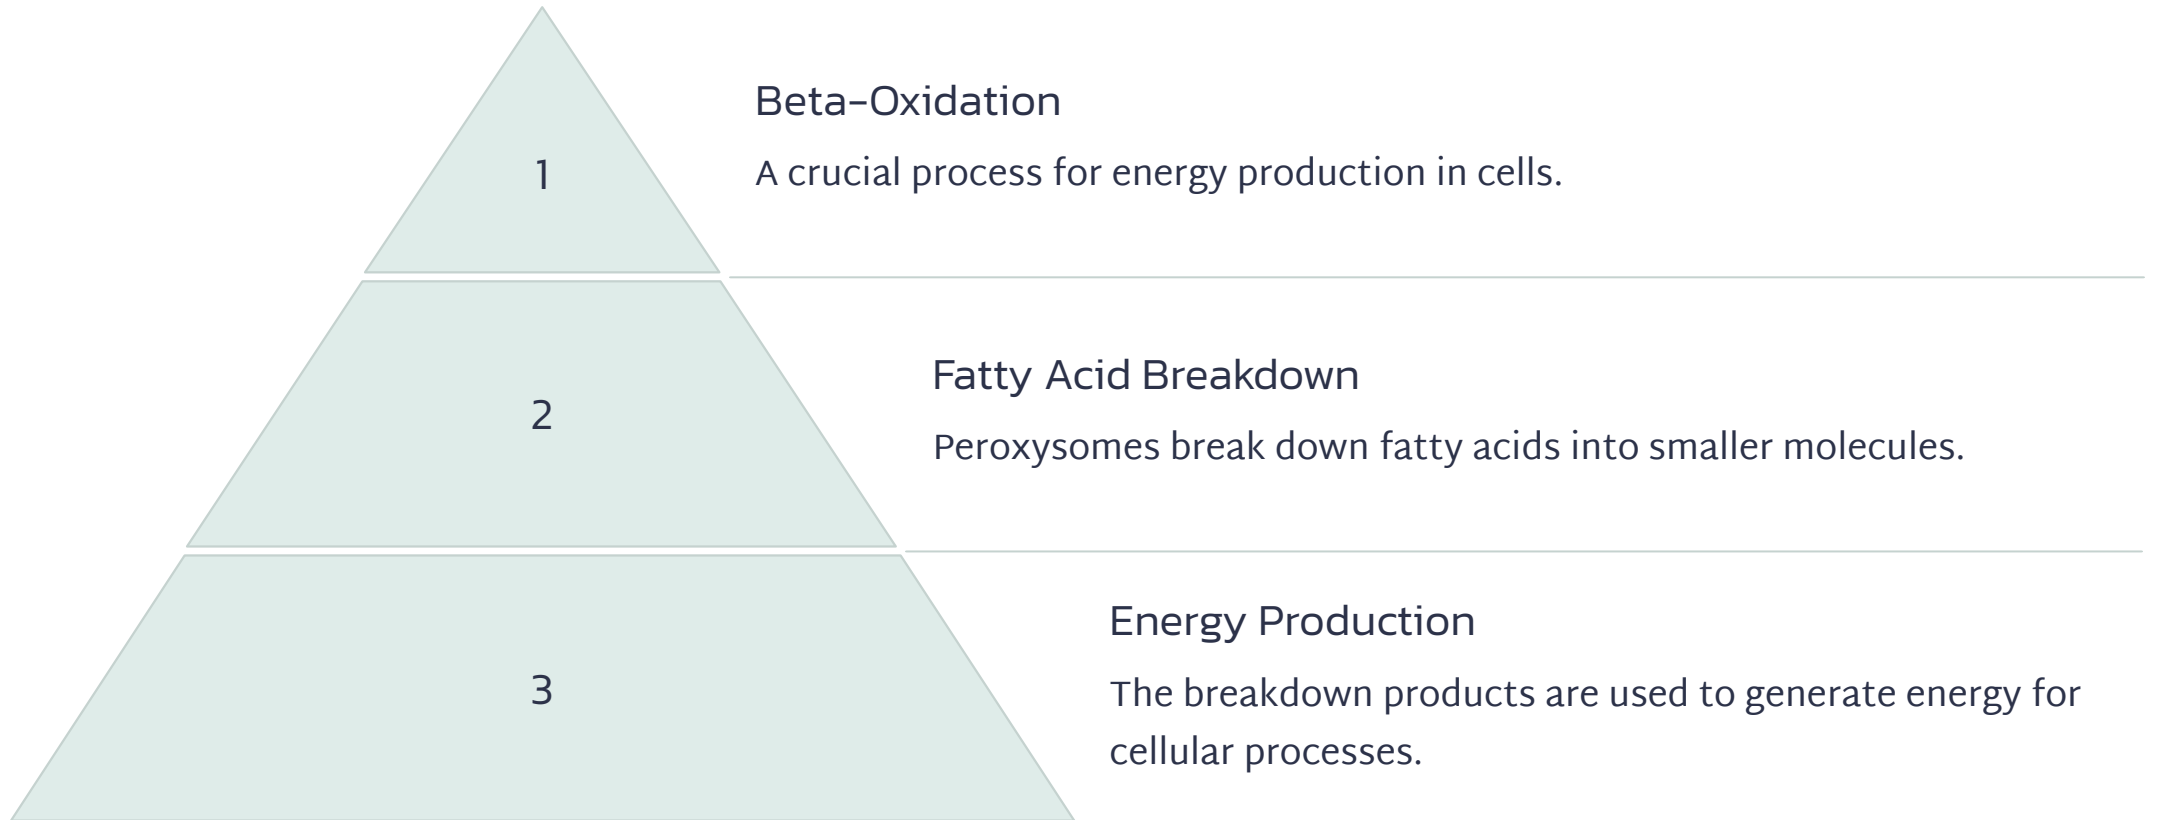 1
Beta-Oxidation
A crucial process for energy production in cells.
2
Fatty Acid Breakdown
Peroxysomes break down fatty acids into smaller molecules.
3
Energy Production
The breakdown products are used to generate energy for
cellular processes.